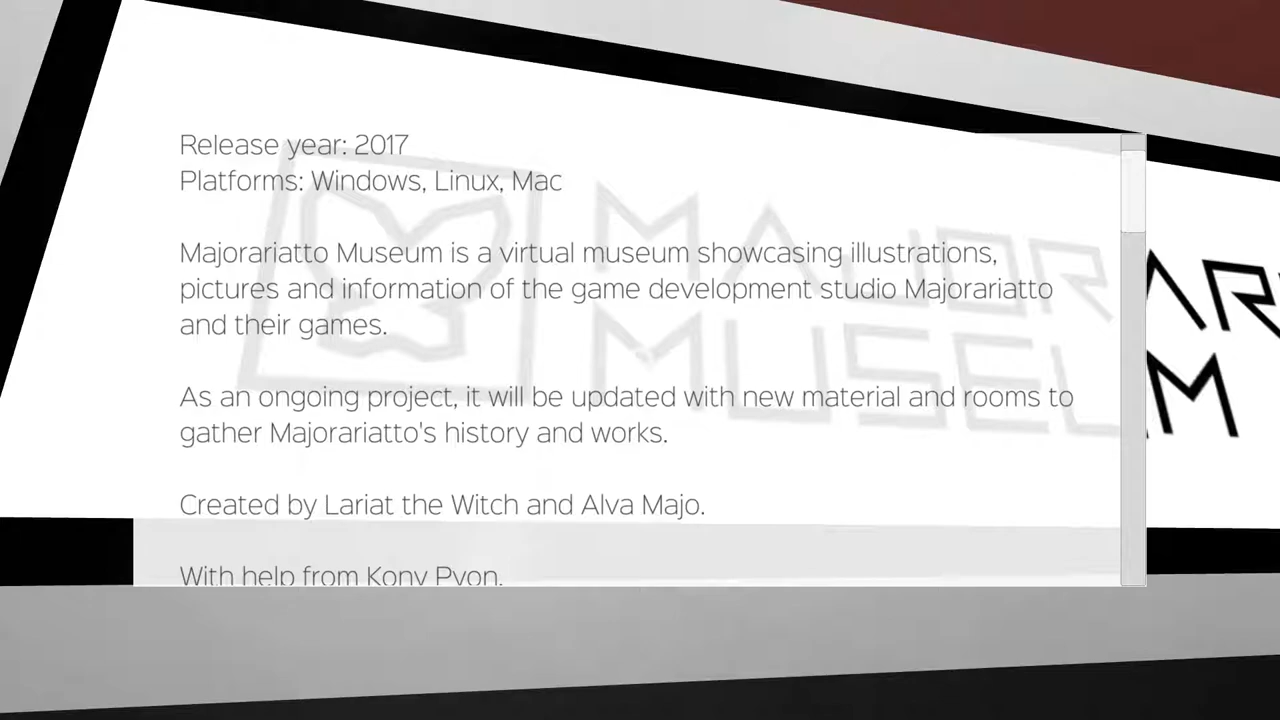 Release year: 2017
Platforms: Windows, Linux, Mac
Majorariatto Museum is a virtual museum showcasing illustrations,
pictures and information of the game development studio Majorariatto
and their games.
As an ongoing project, it will be updated with new material and rooms to
gather Majorariatto's history and works.
Created by Lariat the Witch and Alva Majo.
With help from Kony Pyon.
MAJORAR
MUSEUM